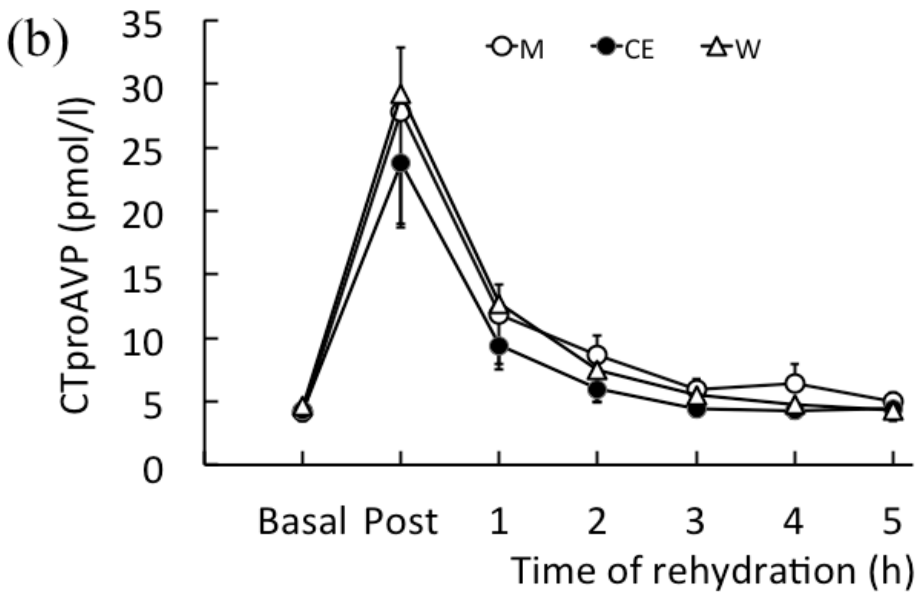 (b)
M CE W
CTproAVP (pmol/l)
35
30
25
20
15
10
5
0
Basal Post 1 2 3 4 5
Time of rehydration (h)